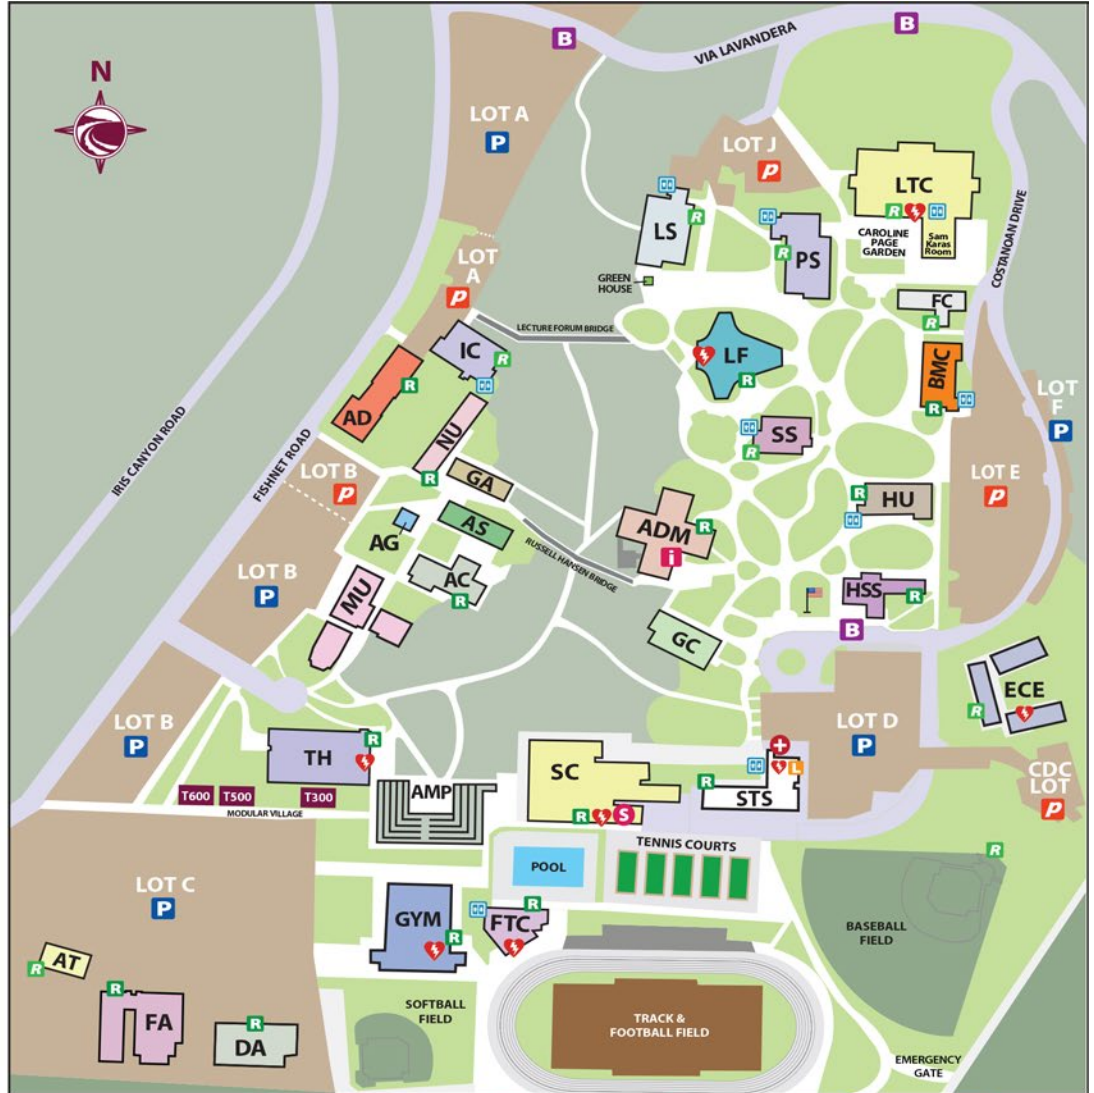 B
VIA LAVANDERA
B
N
LOT A
P
LOT J
P
LTC
R
CAROLINE
PAGE
GARDEN
Sam
Karas
Room
COSTANOAN DRIVE
LS
R
PS
R
GREEN
HOUSE
LOT
A
P
FC
R
LECTURE FORUM BRIDGE
IC
R
LF
R
BMC
R
LOT
F
P
AD
R
NU
R
SS
R
IRIS CANYON ROAD
FISHNET ROAD
LOT B
P
GA
LOT E
P
HU
R
AG
AS
ADM
R
i
RUSSELL HANSEN BRIDGE
LOT B
P
AC
R
MU
HSS
R
B
GC
ECE
R
LOT B
P
LOT D
P
TH
R
SC
R
S
STS
R
L
CDC
LOT
P
AMP
T600
T500
T300
MODULAR VILLAGE
TENNIS COURTS
POOL
R
LOT C
P
GYM
R
FTC
R
BASEBALL
FIELD
AT
R
R
FA
R
DA
SOFTBALL
FIELD
TRACK &
FOOTBALL FIELD
EMERGENCY
GATE